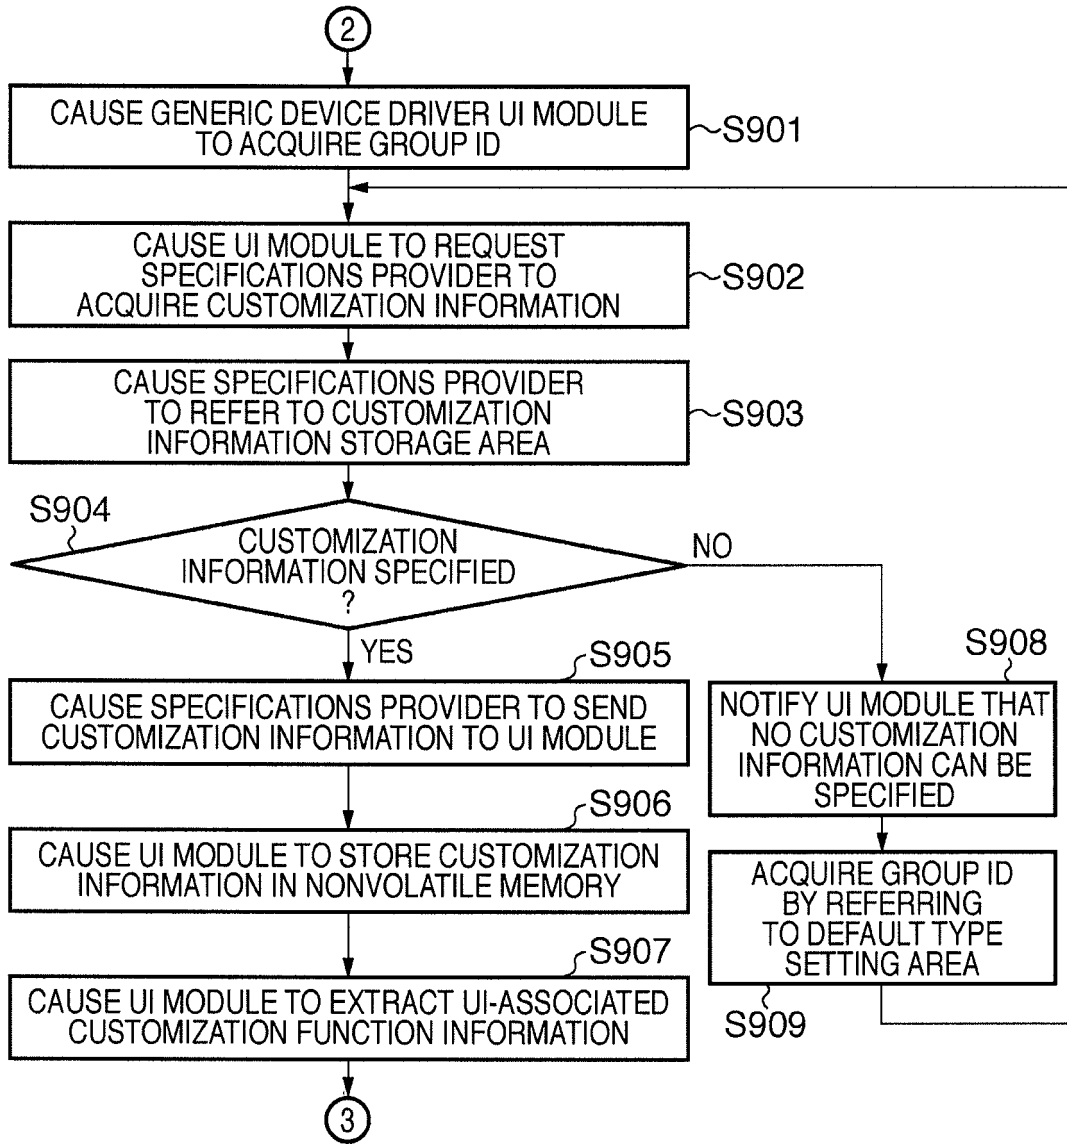 2
CAUSE GENERIC DEVICE DRIVER UI MODULE
TO ACQUIRE GROUP ID
S901
CAUSE UI MODULE TO REQUEST
SPECIFICATIONS PROVIDER TO
ACQUIRE CUSTOMIZATION INFORMATION
S902
CAUSE SPECIFICATIONS PROVIDER
TO REFER TO CUSTOMIZATION
INFORMATION STORAGE AREA
S903
S904
CUSTOMIZATION
INFORMATION SPECIFIED
?
NO
YES
S905
CAUSE SPECIFICATIONS PROVIDER TO SEND
CUSTOMIZATION INFORMATION TO UI MODULE
S906
CAUSE UI MODULE TO STORE CUSTOMIZATION
INFORMATION IN NONVOLATILE MEMORY
S907
CAUSE UI MODULE TO EXTRACT UI-ASSOCIATED
CUSTOMIZATION FUNCTION INFORMATION
3
S908
NOTIFY UI MODULE THAT
NO CUSTOMIZATION
INFORMATION CAN BE
SPECIFIED
ACQUIRE GROUP ID
BY REFERRING
TO DEFAULT TYPE
SETTING AREA
S909